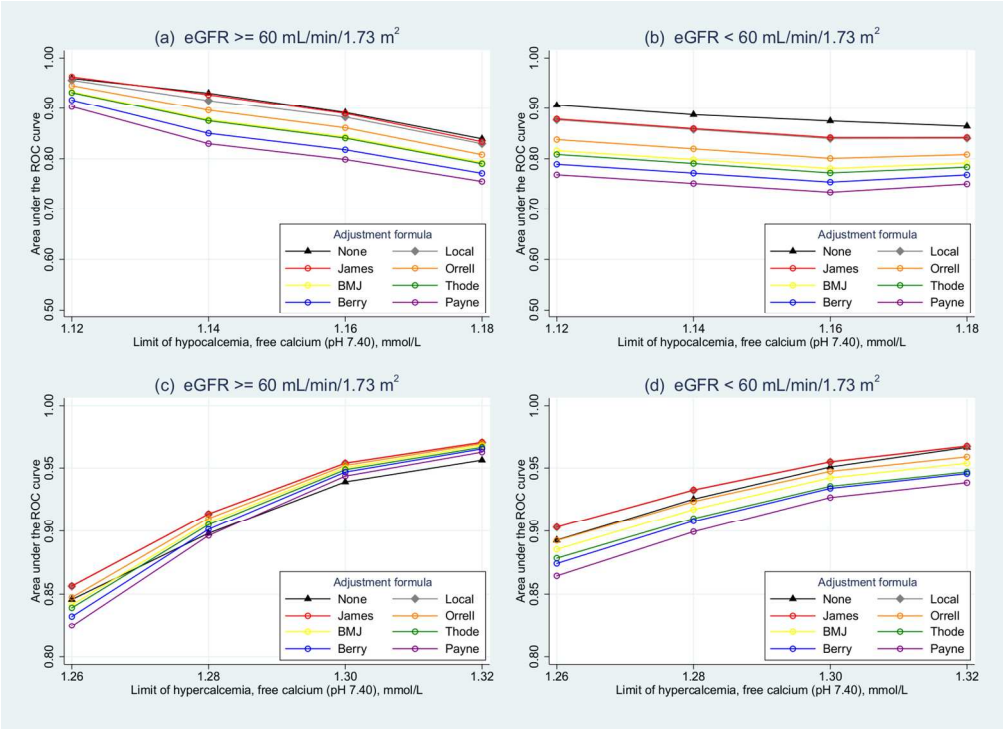 (a) eGFR >= 60 mL/min/1.73 m²
Area under the ROC curve
1.00
0.90
0.80
0.70
0.60
0.50
Adjustment formula
None Local
James Orrell
BMJ Thode
Berry Payne
1.12 1.14 1.16 1.18
Limit of hypocalcemia, free calcium (pH 7.40), mmol/L
(b) eGFR < 60 mL/min/1.73 m²
Area under the ROC curve
1.00
0.90
0.80
0.70
0.60
0.50
Adjustment formula
None Local
James Orrell
BMJ Thode
Berry Payne
1.12 1.14 1.16 1.18
Limit of hypocalcemia, free calcium (pH 7.40), mmol/L
(c) eGFR >= 60 mL/min/1.73 m²
Area under the ROC curve
1.00
0.95
0.90
0.85
0.80
Adjustment formula
None Local
James Orrell
BMJ Thode
Berry Payne
1.26 1.28 1.30 1.32
Limit of hypercalcemia, free calcium (pH 7.40), mmol/L
(d) eGFR < 60 mL/min/1.73 m²
Area under the ROC curve
1.00
0.95
0.90
0.85
0.80
Adjustment formula
None Local
James Orrell
BMJ Thode
Berry Payne
1.26 1.28 1.30 1.32
Limit of hypercalcemia, free calcium (pH 7.40), mmol/L